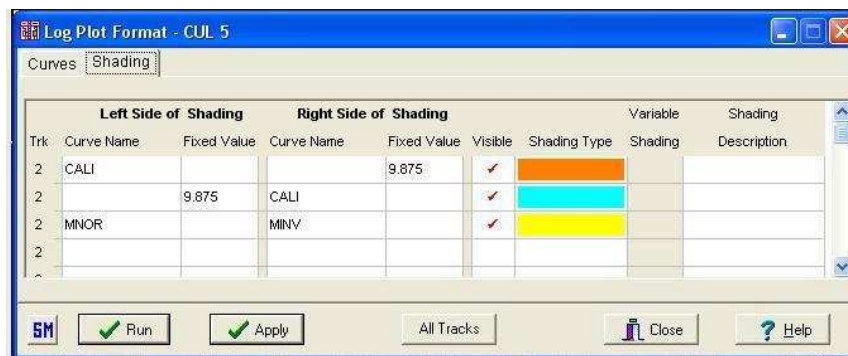 Log Plot Format - CUL 5
Curves Shading
Left Side of Shading Right Side of Shading Variable Shading
Trk Curve Name Fixed Value Curve Name Fixed Value Visible Shading Type Shading Description
2 CALI 9.875 ✓
2 9.875 CALI ✓
2 MNOR MINV ✓
2
SM Run Apply All Tracks Close ? Help